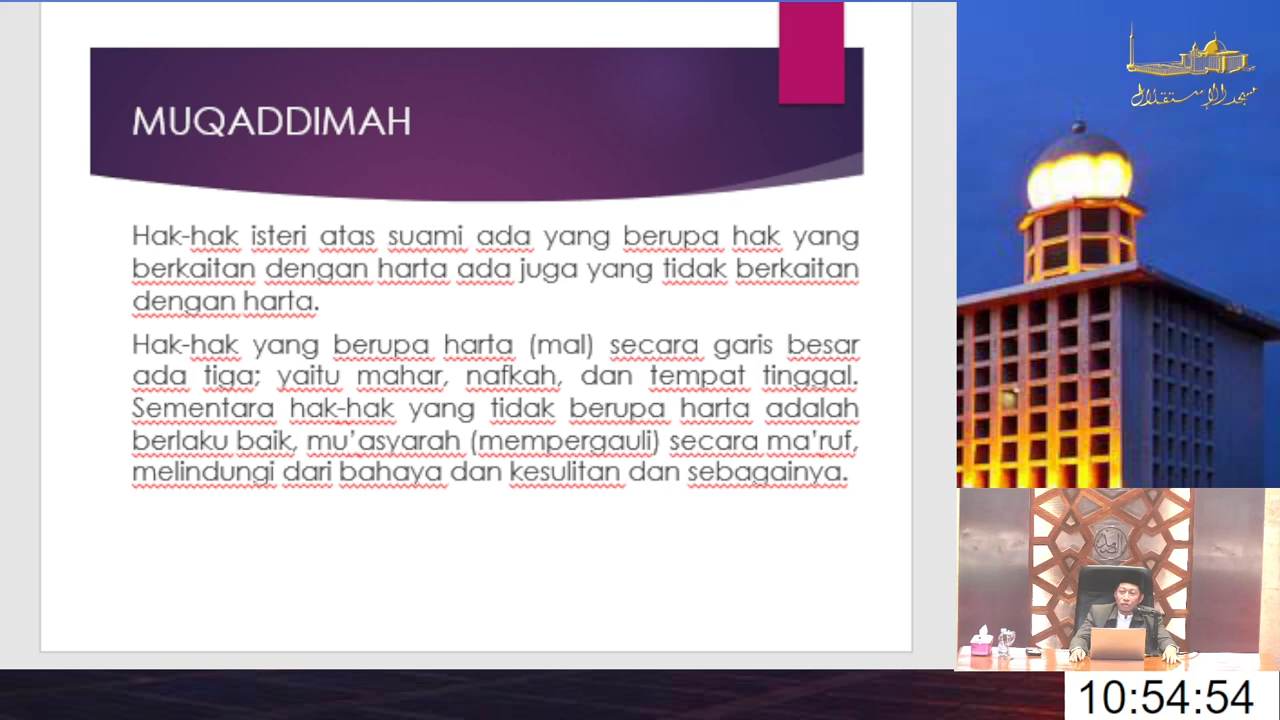 MUQADDIMAH
Hak-hak isteri atas suami ada yang berupa hak yang
berkaitan dengan harta ada juga yang tidak berkaitan
dengan harta.
Hak-hak yang berupa harta (mal) secara garis besar
ada tiga; yaitu mahar, nafkah, dan tempat tinggal.
Sementara hak-hak yang tidak berupa harta adalah
berlaku baik, mu’asyarah (mempergauli) secara ma’ruf,
melindungi dari bahaya dan kesulitan dan sebagainya.
مسجد الاستقلال
10:54:54